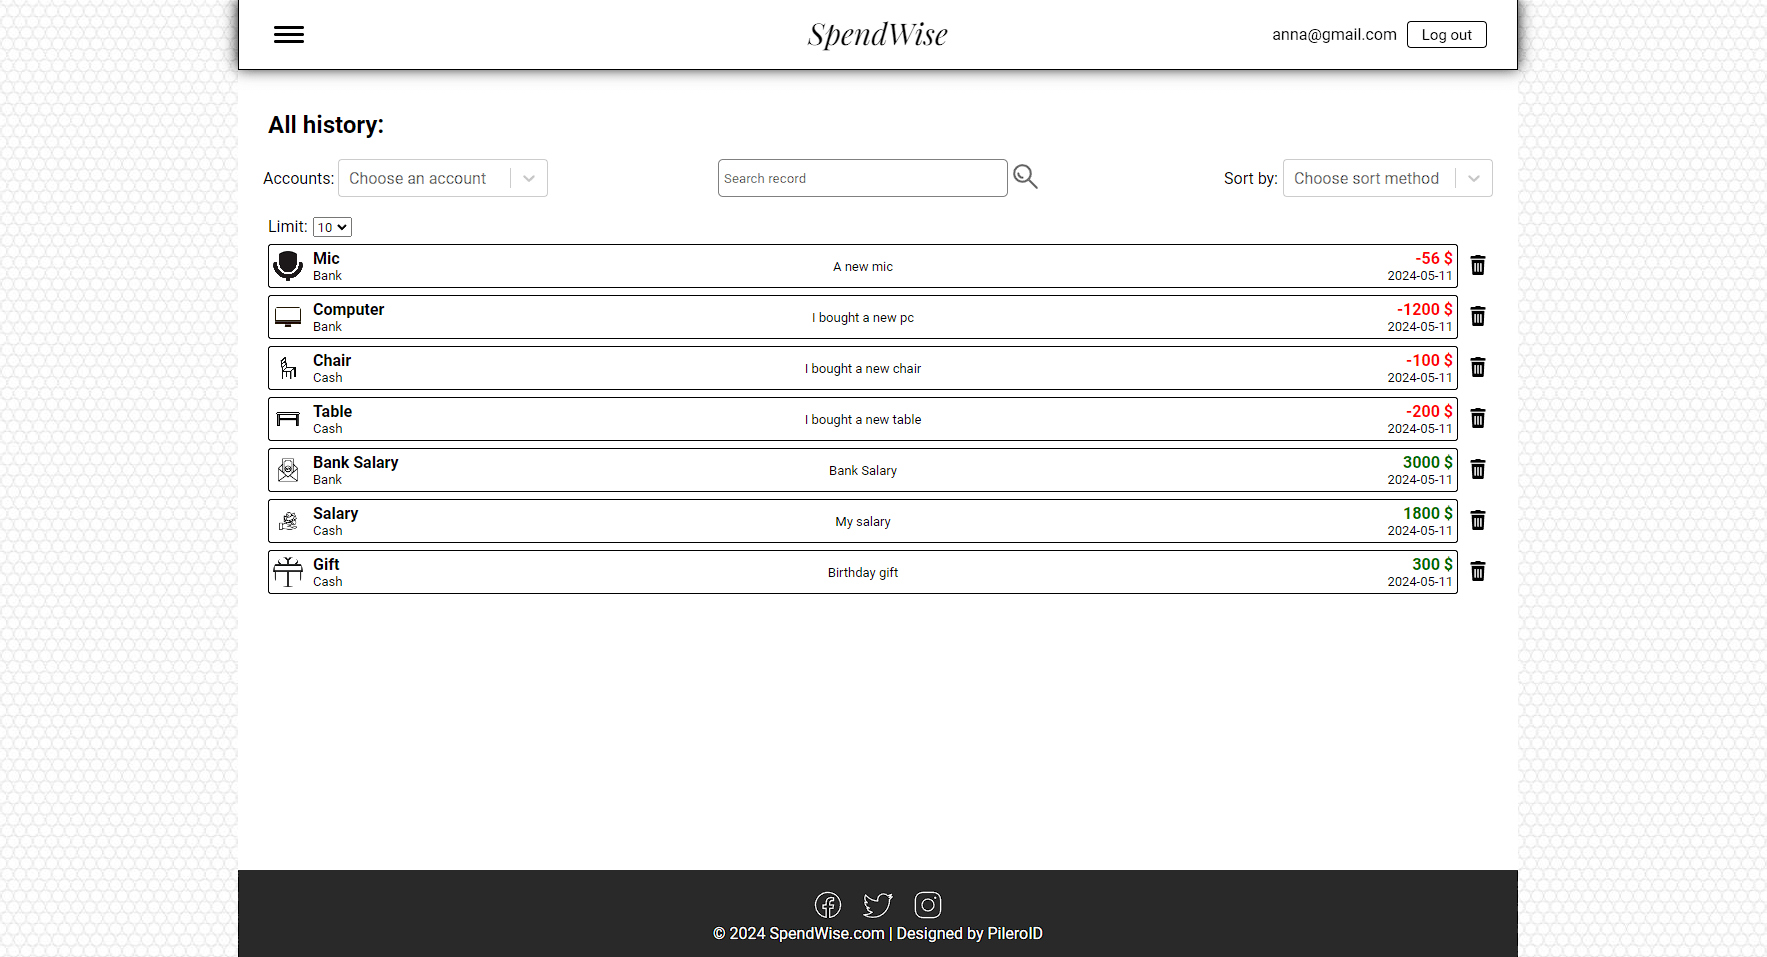 SpendWise
anna@gmail.com
Log out
All history:
Accounts:
Choose an account
Search record
Sort by:
Choose sort method
Limit:
10
Mic
Bank
A new mic
-56 $
2024-05-11
Computer
Bank
I bought a new pc
-1200 $
2024-05-11
Chair
Cash
I bought a new chair
-100 $
2024-05-11
Table
Cash
I bought a new table
-200 $
2024-05-11
Bank Salary
Bank
Bank Salary
3000 $
2024-05-11
Salary
Cash
My salary
1800 $
2024-05-11
Gift
Cash
Birthday gift
300 $
2024-05-11
© 2024 SpendWise.com | Designed by PileroID